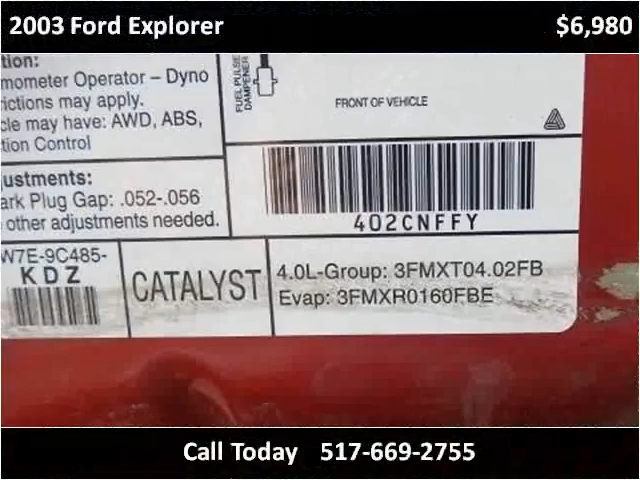 2003 Ford Explorer
$6,980
tion:
mometer Operator – Dyno
rictions may apply.
cle may have: AWD, ABS,
tion Control
FUEL PULSE
DAMPENER
FRONT OF VEHICLE
ustments:
ark Plug Gap: .052-.056
other adjustments needed.
402CNFFY
W7E-9C485-
KDZ
CATALYST
4.0L-Group: 3FMXT04.02FB
Evap: 3FMXR0160FBE
Call Today 517-669-2755